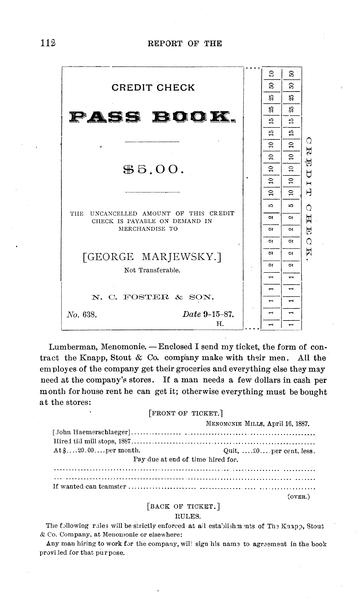 112
REPORT OF THE
CREDIT CHECK
PASS BOOK.
$5.00.
THE UNCANCELLED AMOUNT OF THIS CREDIT
CHECK IS PAYABLE ON DEMAND IN
MERCHANDISE TO
[GEORGE MARJEWSKY.]
Not Transferable.
N. C. FOSTER & SON.
No. 638. Date 9-15-87.
H.
CREDIT CHECK.
Lumberman, Menomonie. — Enclosed I send my ticket, the form of con-
tract the Knapp, Stout & Co. company make with their men. All the
employes of the company get their groceries and everything else they may
need at the company's stores. If a man needs a few dollars in cash per
month for house rent he can get it; otherwise everything must be bought
at the stores:
[FRONT OF TICKET.]
MENOMONIE MILLS, April 16, 1887.
[John Haemerschlaeger]
Hired till mill stops, 1887
At $....20.00....per month. Quit, ....20....per cent. less.
Pay due at end of time hired for.
If wanted can teamster
(OVER.)
[BACK OF TICKET.]
RULES.
The following rules will be strictly enforced at all establishments of The Knapp, Stout
& Co. Company, at Menomonie or elsewhere:
Any man hiring to work for the company, will sign his name to agreement in the book
provided for that purpose.